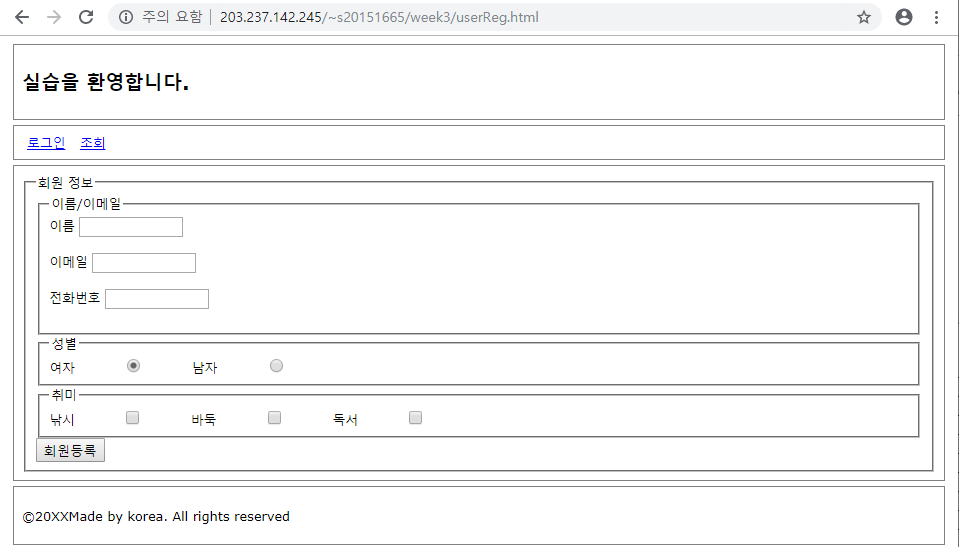 주의 요함 | 203.237.142.245/~s20151665/week3/userReg.html
실습을 환영합니다.
로그인 조회
회원 정보
이름/이메일
이름
이메일
전화번호
성별
여자 남자
취미
낚시 바둑 독서
회원등록
©20XXMade by korea. All rights reserved